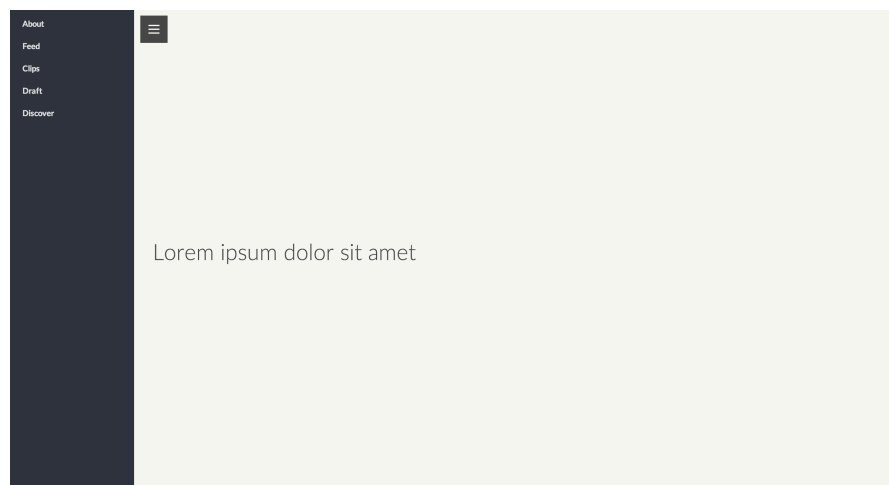 About
Feed
Clips
Draft
Discover
Lorem ipsum dolor sit amet